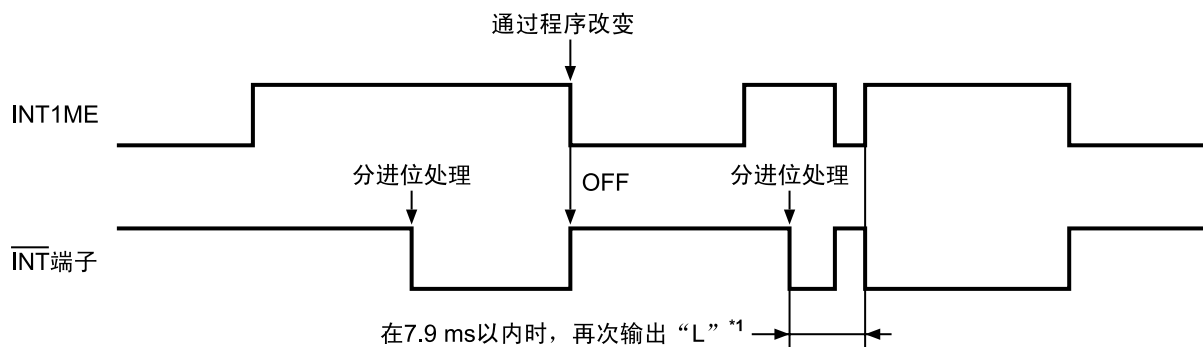 通过程序改变
INT1ME
分进位处理
OFF
分进位处理
INT端子
在7.9 ms以内时，再次输出“L”*1